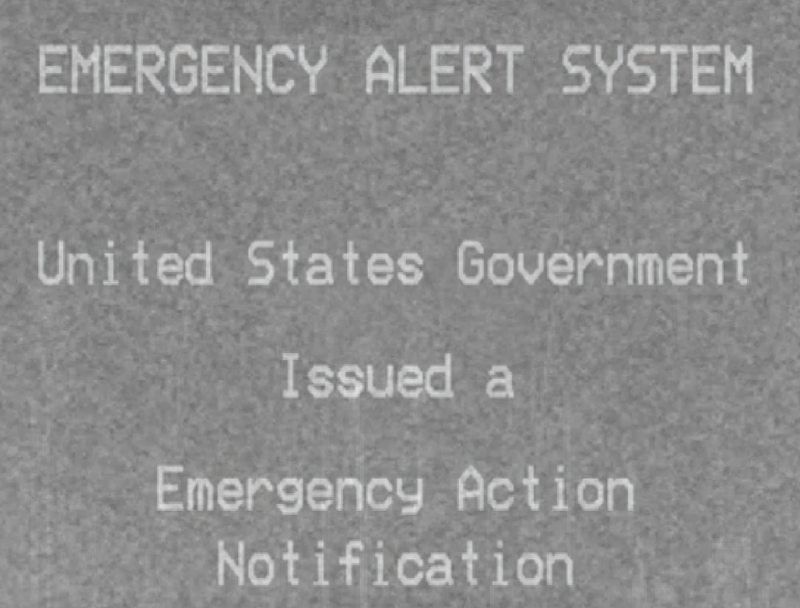 EMERGENCY ALERT SYSTEM
United States Government
Issued a
Emergency Action
Notification